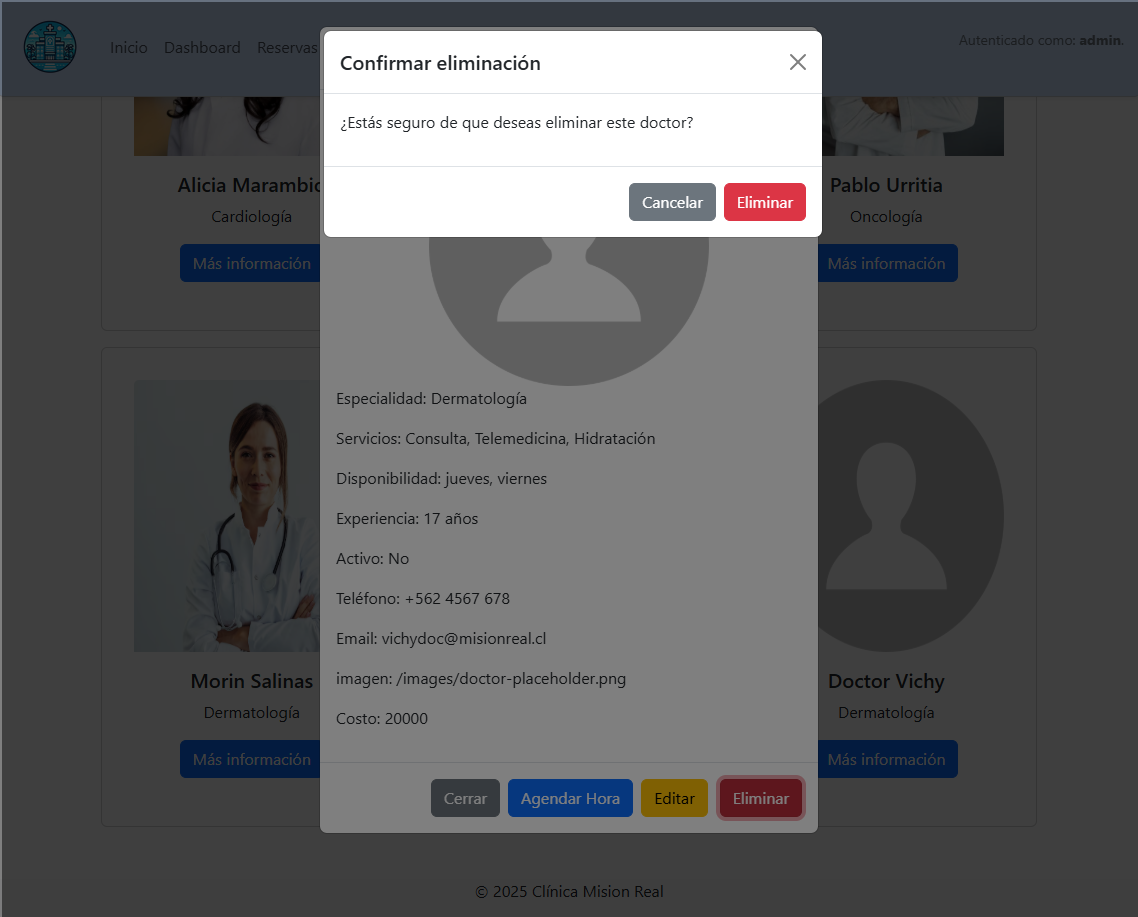 Inicio Dashboard Reservas
Autenticado como: admin.
Confirmar eliminación
¿Estás seguro de que deseas eliminar este doctor?
Cancelar Eliminar
Alicia Marambio
Cardiología
Más información
Pablo Urritia
Oncología
Más información
Especialidad: Dermatología
Servicios: Consulta, Telemedicina, Hidratación
Disponibilidad: jueves, viernes
Experiencia: 17 años
Activo: No
Teléfono: +562 4567 678
Email: vichydoc@misionreal.cl
imagen: /images/doctor-placeholder.png
Costo: 20000
Cerrar Agendar Hora Editar Eliminar
Morin Salinas
Dermatología
Más información
Doctor Vichy
Dermatología
Más información
© 2025 Clínica Mision Real